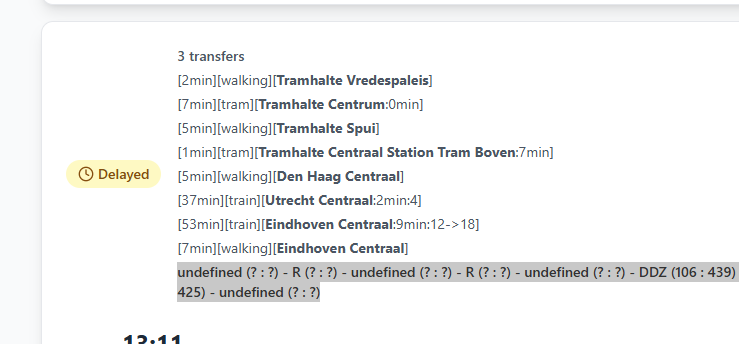 3 transfers
[2min][walking][Tramhalte Vredespaleis]
[7min][tram][Tramhalte Centrum:0min]
[5min][walking][Tramhalte Spui]
[1min][tram][Tramhalte Centraal Station Tram Boven:7min]
Delayed
[5min][walking][Den Haag Centraal]
[37min][train][Utrecht Centraal:2min:4]
[53min][train][Eindhoven Centraal:9min:12->18]
[7min][walking][Eindhoven Centraal]
undefined (? : ?) - R (? : ?) - undefined (? : ?) - R (? : ?) - undefined (? : ?) - DDZ (106 : 439)
425) - undefined (? : ?)
13:11